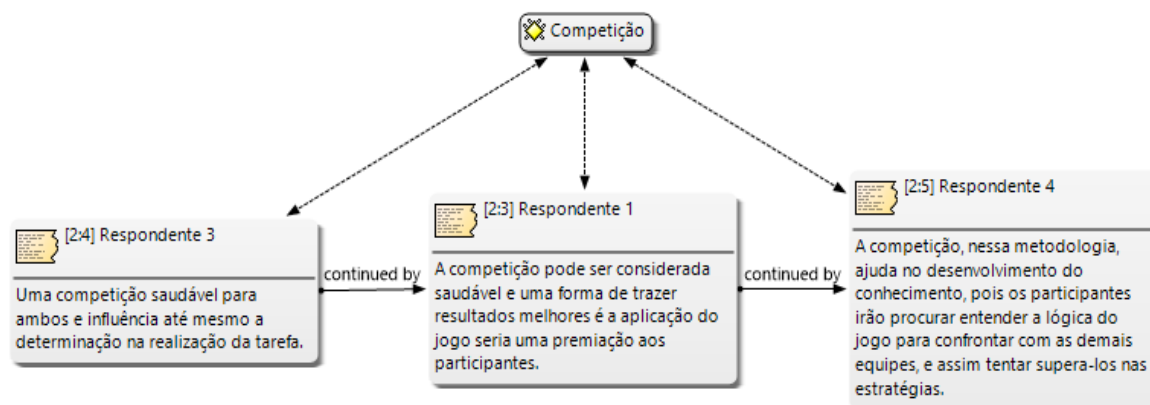 Competição
[2:4] Respondente 3
Uma competição saudável para
ambos e influência até mesmo a
determinação na realização da tarefa.
continued by
[2:3] Respondente 1
A competição pode ser considerada
saudável e uma forma de trazer
resultados melhores é a aplicação do
jogo seria uma premiação aos
participantes.
continued by
[2:5] Respondente 4
A competição, nessa metodologia,
ajuda no desenvolvimento do
conhecimento, pois os participantes
irão procurar entender a lógica do
jogo para confrontar com as demais
equipes, e assim tentar supera-los nas
estratégias.